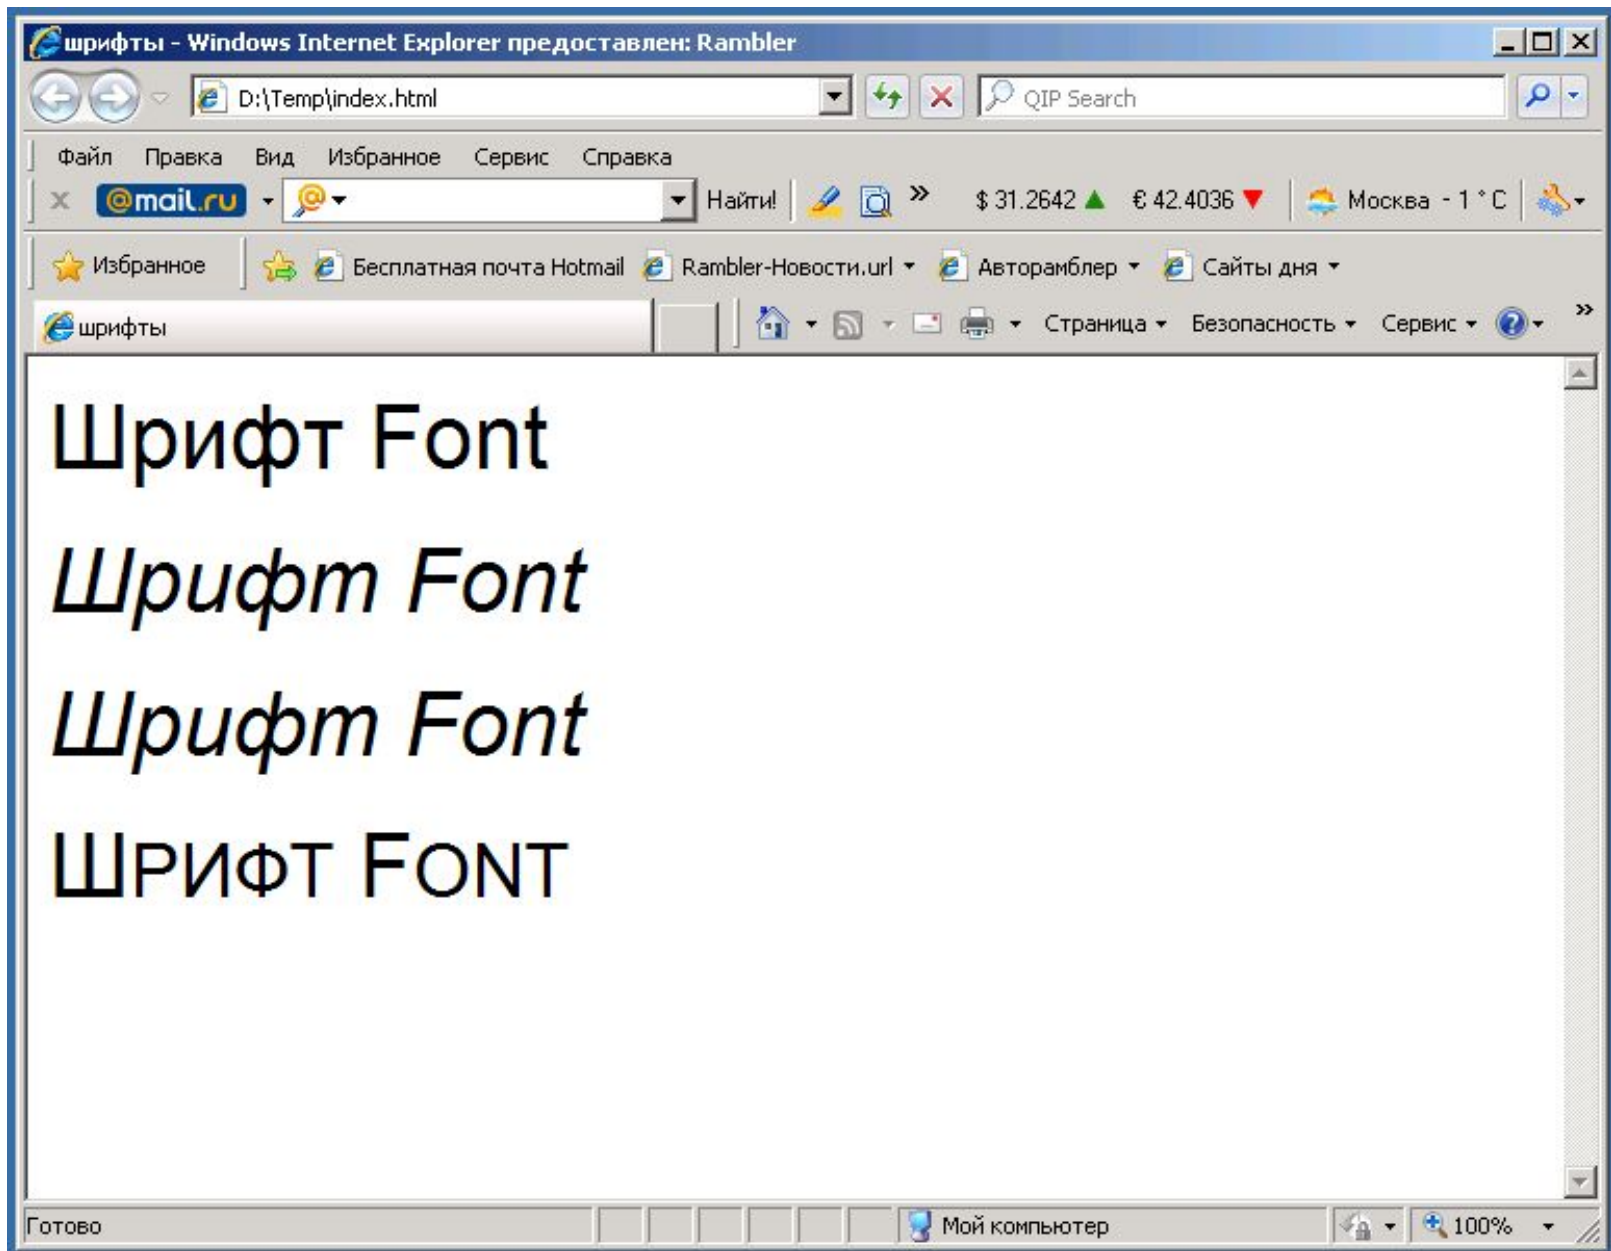 шрифты - Windows Internet Explorer предоставлен: Rambler
D:\Temp\index.html QIP Search
Файл Правка Вид Избранное Сервис Справка
@mail.ru Найти! » $ 31.2642 € 42.4036 Москва - 1 °C
Избранное Бесплатная почта Hotmail Rambler-Новости.url Авторамблер Сайты дня
шрифты Страница Безопасность Сервис »
Шрифт Font
Шрифт Font
Шрифт Font
ШРИФТ FONT
Готово Мой компьютер 100%